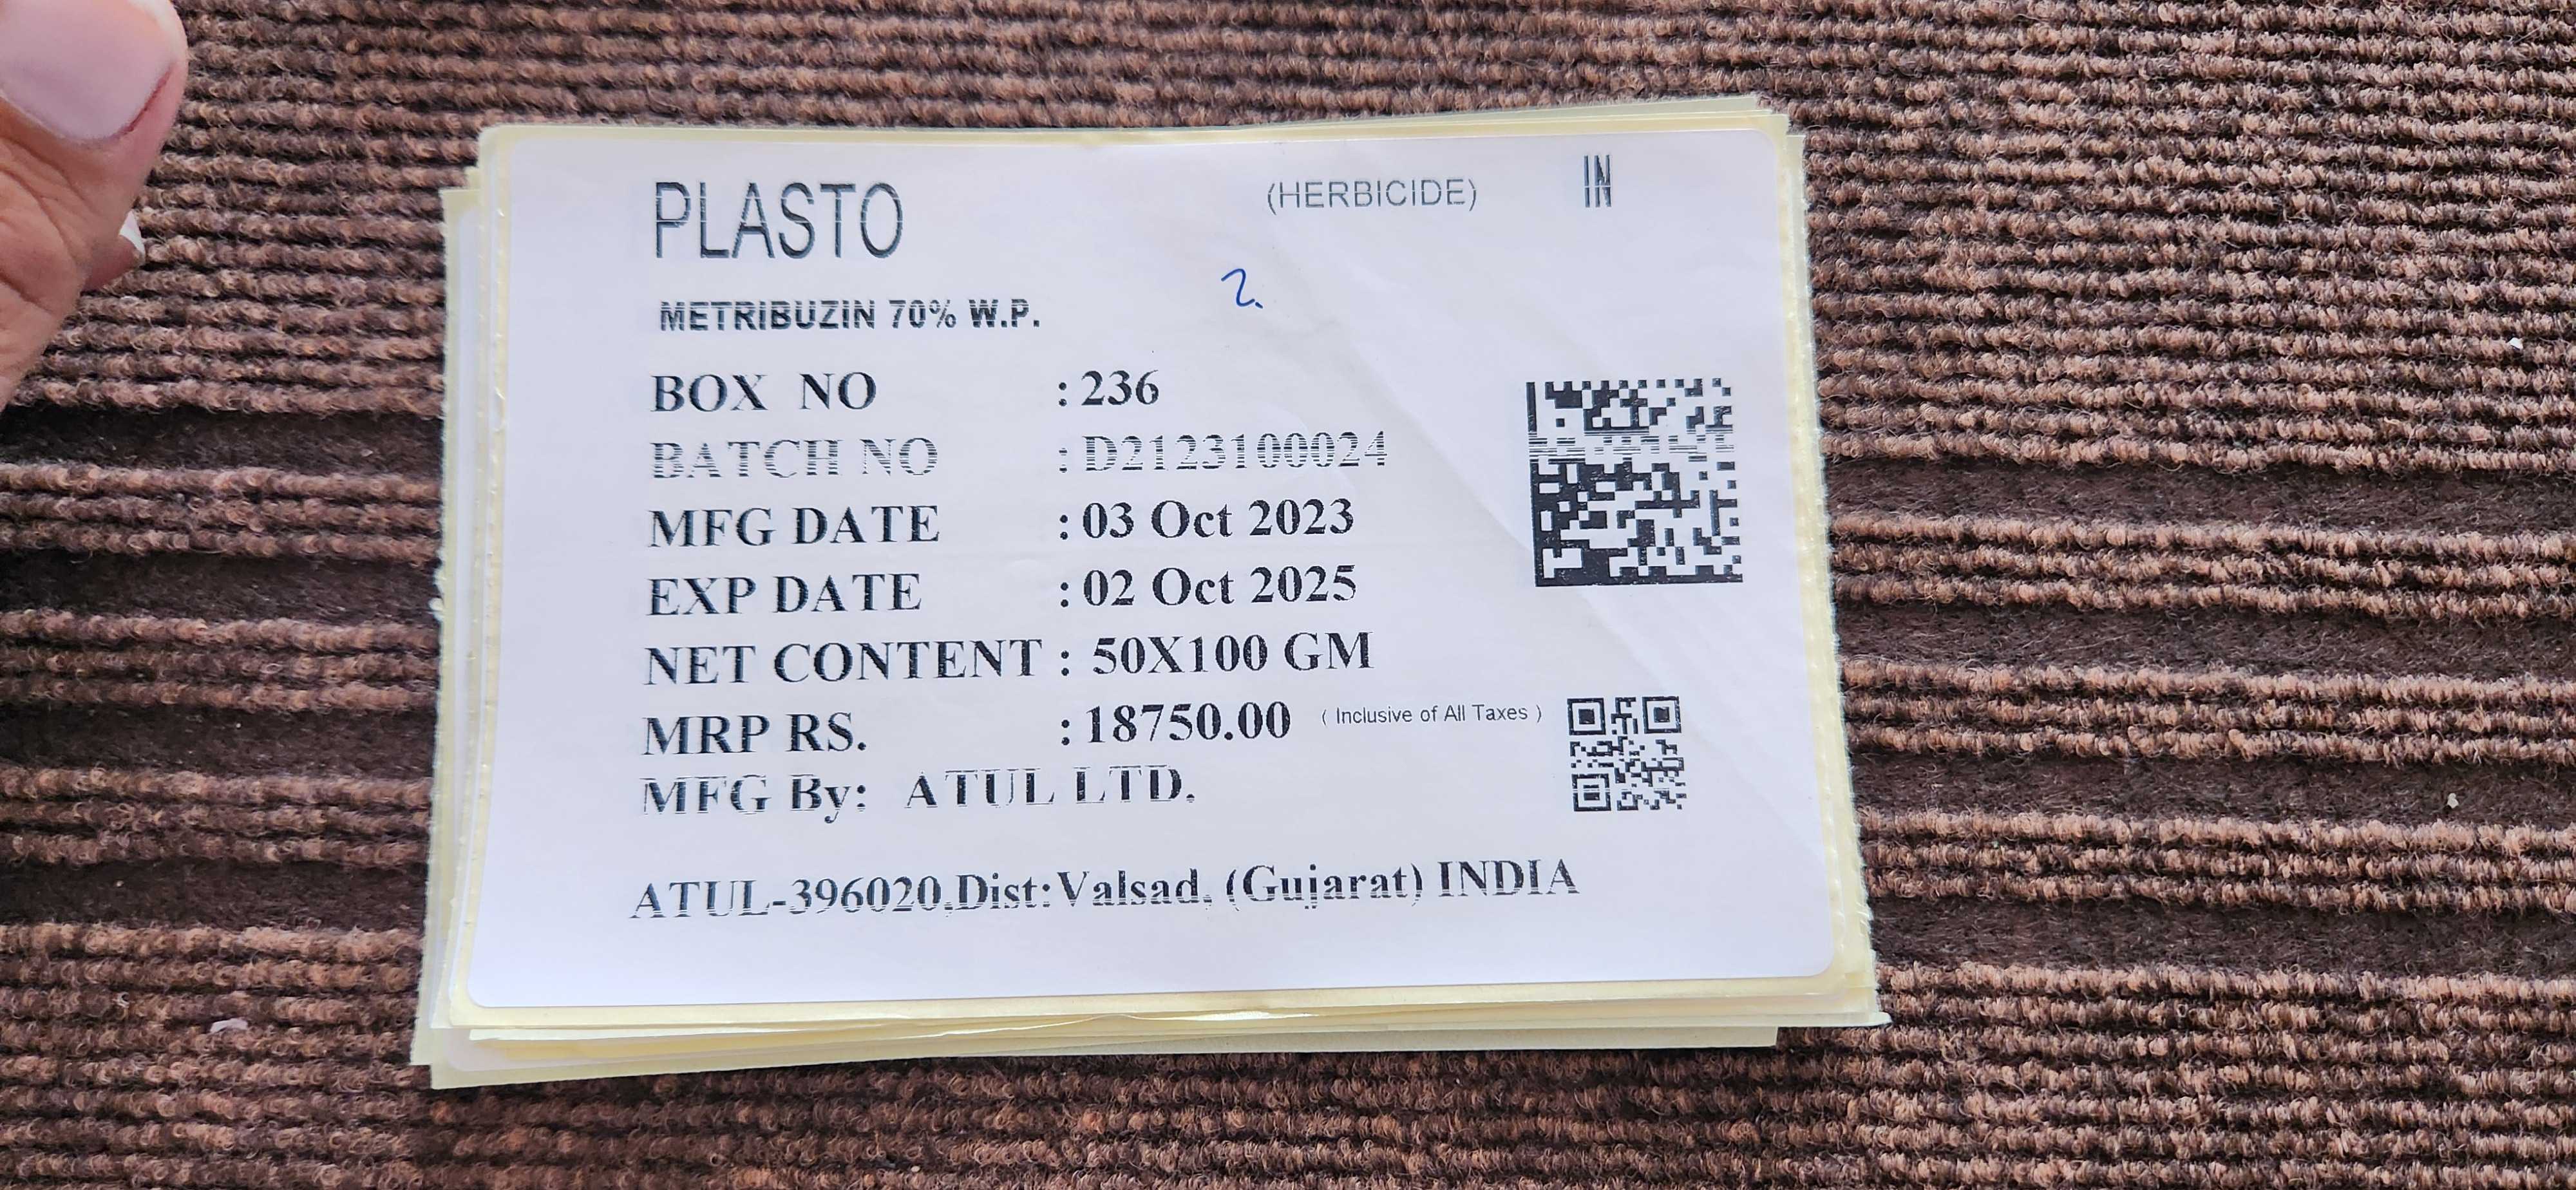 PLASTO (HERBICIDE) IN
2.
METRIBUZIN 70% W.P.
BOX NO : 236
BATCH NO : D2123100024
MFG DATE : 03 Oct 2023
EXP DATE : 02 Oct 2025
NET CONTENT : 50X100 GM
MRP RS. : 18750.00 ( Inclusive of All Taxes )
MFG By: ATUL LTD.
ATUL-396020,Dist:Valsad, (Gujarat) INDIA